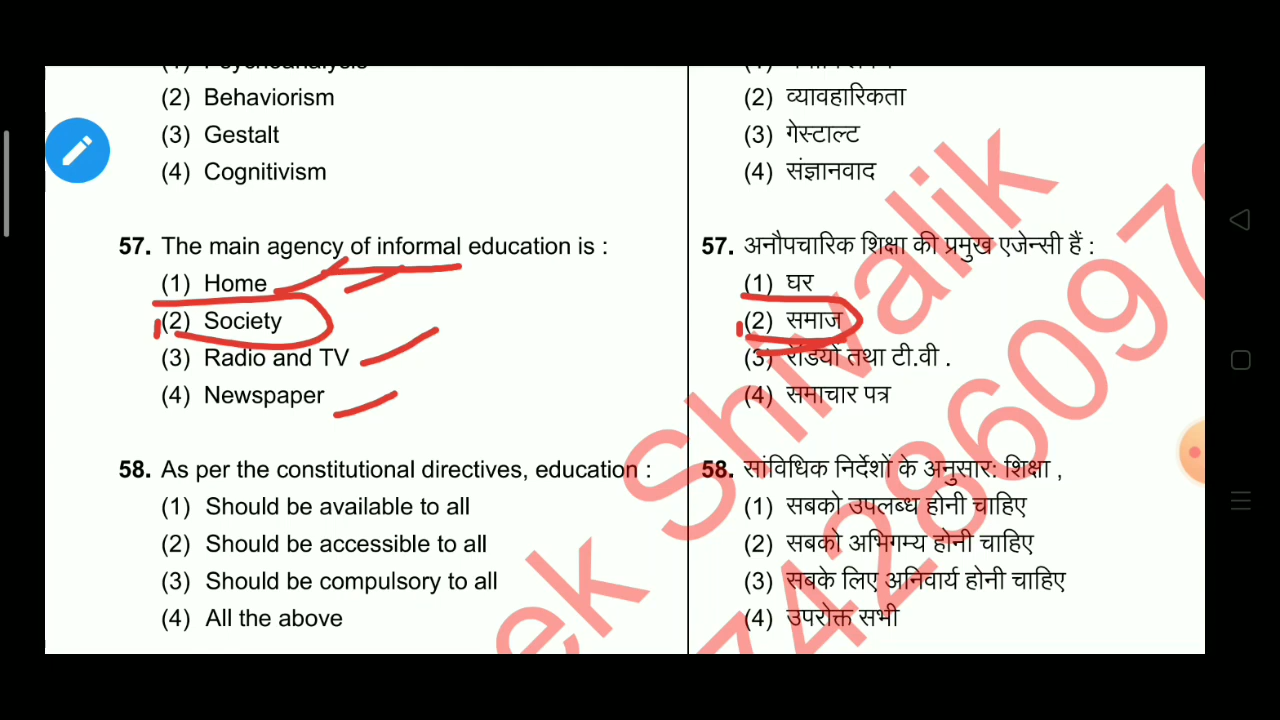 (2) Behaviorism
(3) Gestalt
(4) Cognitivism
57. The main agency of informal education is :
(1) Home
(2) Society
(3) Radio and TV
(4) Newspaper
58. As per the constitutional directives, education :
(1) Should be available to all
(2) Should be accessible to all
(3) Should be compulsory to all
(4) All the above
(2) व्यावहारिकता
(3) गेस्टाल्ट
(4) संज्ञानवाद
57. अनौपचारिक शिक्षा की प्रमुख एजेन्सी हैं :
(1) घर
(2) समाज
(3) रेडियो तथा टी.वी .
(4) समाचार पत्र
58. सांविधिक निर्देशों के अनुसार: शिक्षा ,
(1) सबको उपलब्ध होनी चाहिए
(2) सबको अभिगम्य होनी चाहिए
(3) सबके लिए अनिवार्य होनी चाहिए
(4) उपरोक्त सभी
ek Shivalik